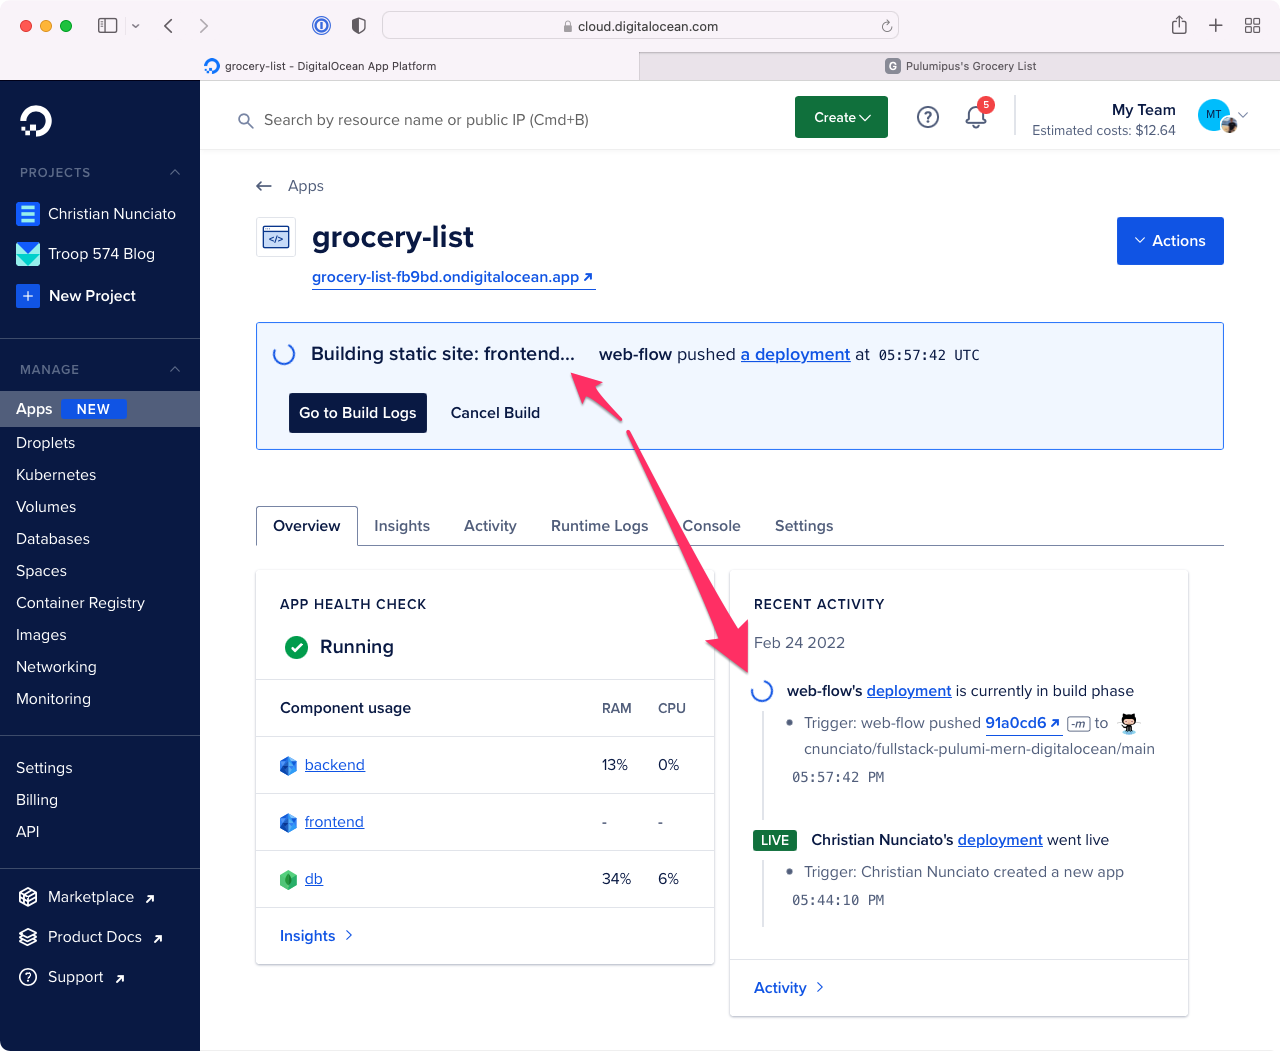 cloud.digitalocean.com
grocery-list - DigitalOcean App Platform
G Pulumipus's Grocery List
Search by resource name or public IP (Cmd+B)
Create
?
5
My Team
Estimated costs: $12.64
MT
PROJECTS
Christian Nunciato
Troop 574 Blog
+ New Project
MANAGE
Apps NEW
Droplets
Kubernetes
Volumes
Databases
Spaces
Container Registry
Images
Networking
Monitoring
Settings
Billing
API
Marketplace
Product Docs
? Support
← Apps
</>
grocery-list
grocery-list-fb9bd.ondigitalocean.app
Actions
Building static site: frontend... web-flow pushed a deployment at 05:57:42 UTC
Go to Build Logs Cancel Build
Overview Insights Activity Runtime Logs Console Settings
APP HEALTH CHECK
Running
Component usage RAM CPU
backend 13% 0%
frontend - -
db 34% 6%
Insights
RECENT ACTIVITY
Feb 24 2022
web-flow's deployment is currently in build phase
• Trigger: web-flow pushed 91a0cd6 -m to
cnunciato/fullstack-pulumi-mern-digitalocean/main
05:57:42 PM
LIVE Christian Nunciato's deployment went live
• Trigger: Christian Nunciato created a new app
05:44:10 PM
Activity